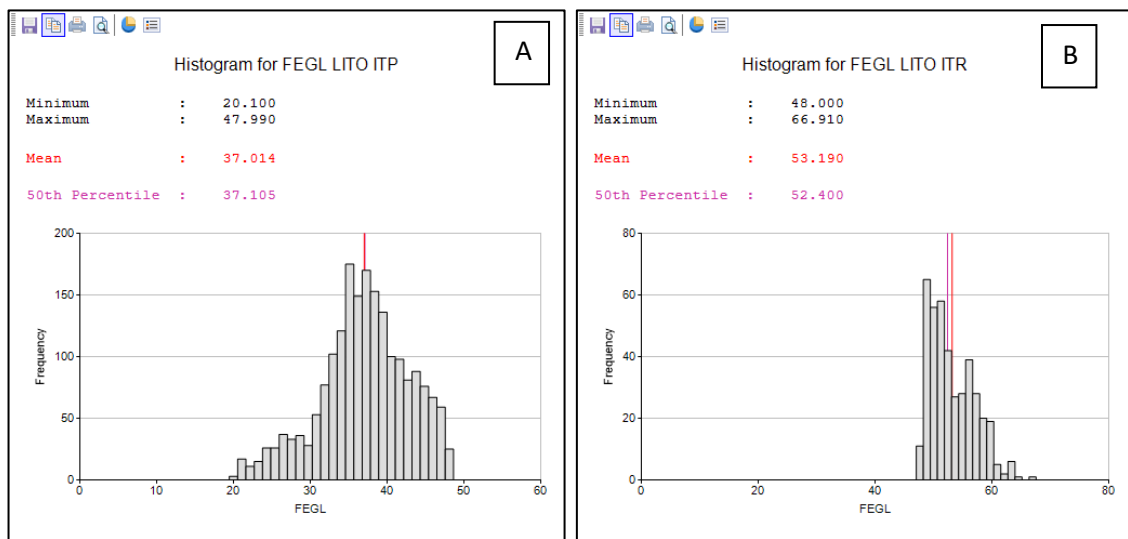 A
Histogram for FEGL LITO ITP
Minimum : 20.100
Maximum : 47.990
Mean : 37.014
50th Percentile : 37.105
200
150
100
50
0
Frequency
0 10 20 30 40 50 60
FEGL
B
Histogram for FEGL LITO ITR
Minimum : 48.000
Maximum : 66.910
Mean : 53.190
50th Percentile : 52.400
80
60
40
20
0
Frequency
0 20 40 60 80
FEGL